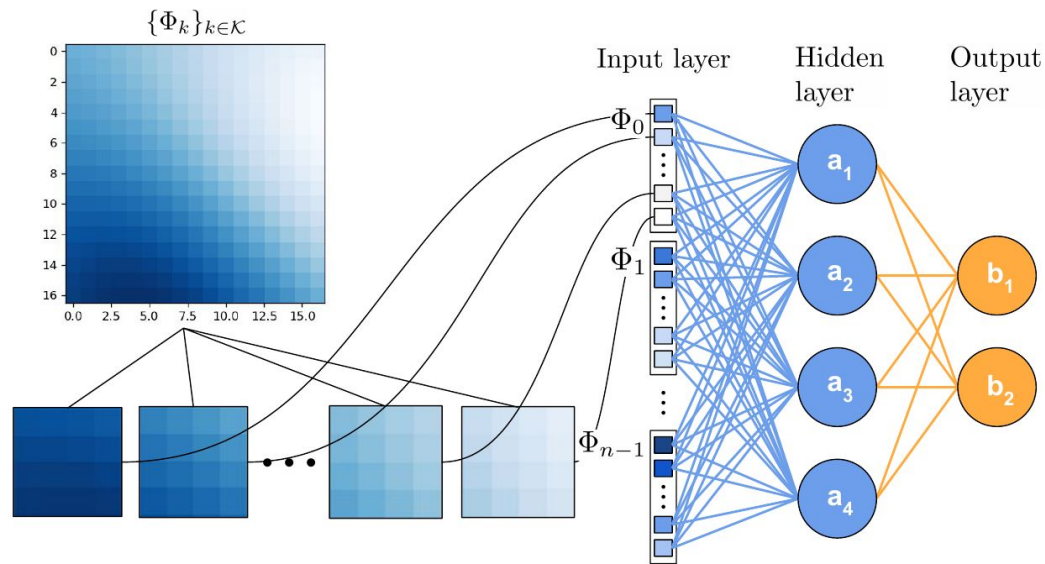 {Φ_k}_{k∈𝒦}
0
2
4
6
8
10
12
14
16
0.0 2.5 5.0 7.5 10.0 12.5 15.0
Input layer
Hidden
layer
Output
layer
Φ_0
Φ_1
Φ_{n−1}
a_1
a_2
a_3
a_4
b_1
b_2